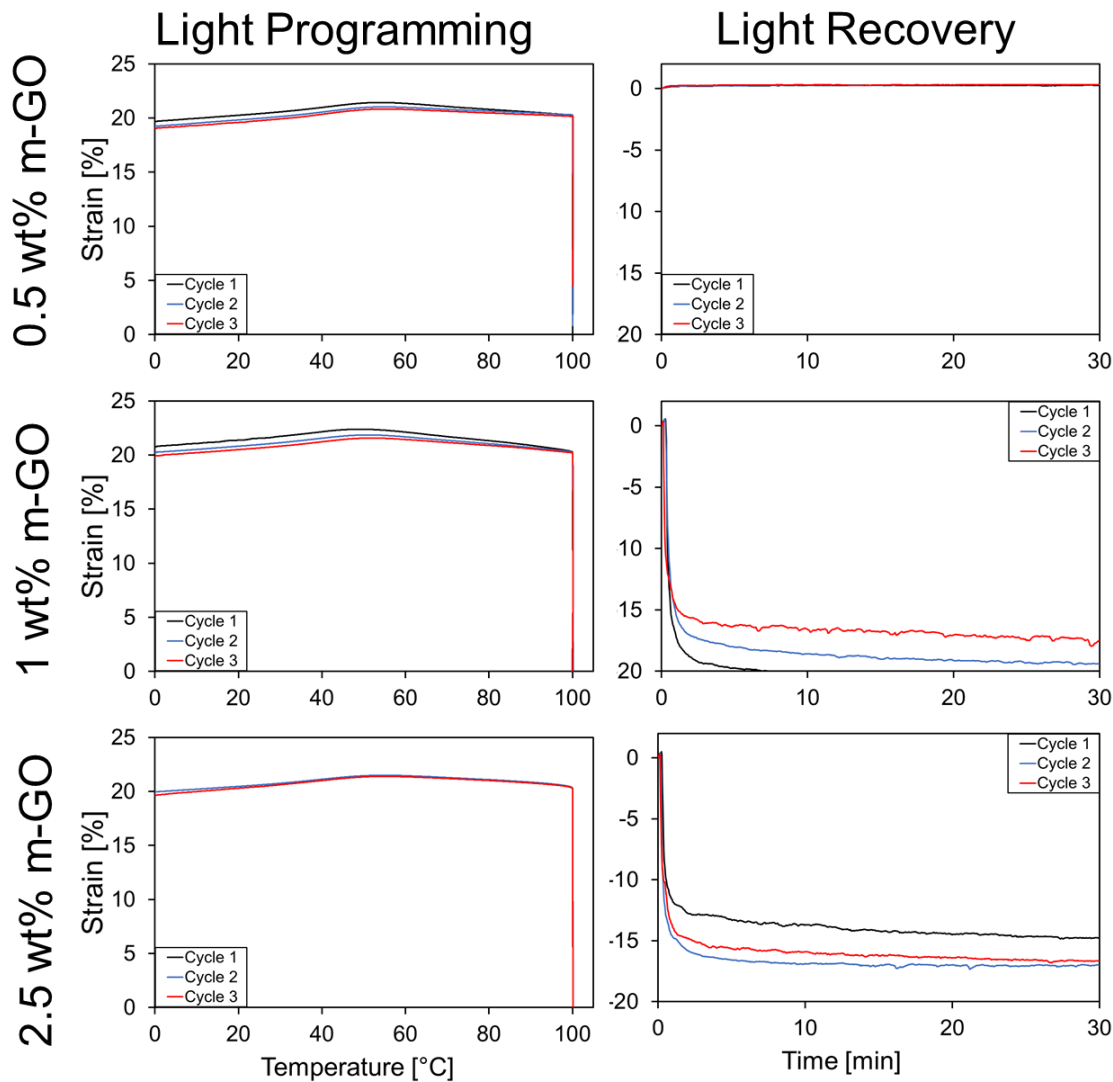 Light Programming
Light Recovery
0.5 wt% m-GO
Strain [%]
25
20
15
10
5
0
Cycle 1
Cycle 2
Cycle 3
0 20 40 60 80 100
0
-5
10
15
20
Cycle 1
Cycle 2
Cycle 3
0 10 20 30
1 wt% m-GO
Strain [%]
25
20
15
10
5
0
Cycle 1
Cycle 2
Cycle 3
0 20 40 60 80 100
0
-5
10
15
20
Cycle 1
Cycle 2
Cycle 3
0 10 20 30
2.5 wt% m-GO
Strain [%]
25
20
15
10
5
0
Cycle 1
Cycle 2
Cycle 3
0 20 40 60 80 100
Temperature [°C]
0
-5
-10
-15
-20
Cycle 1
Cycle 2
Cycle 3
0 10 20 30
Time [min]